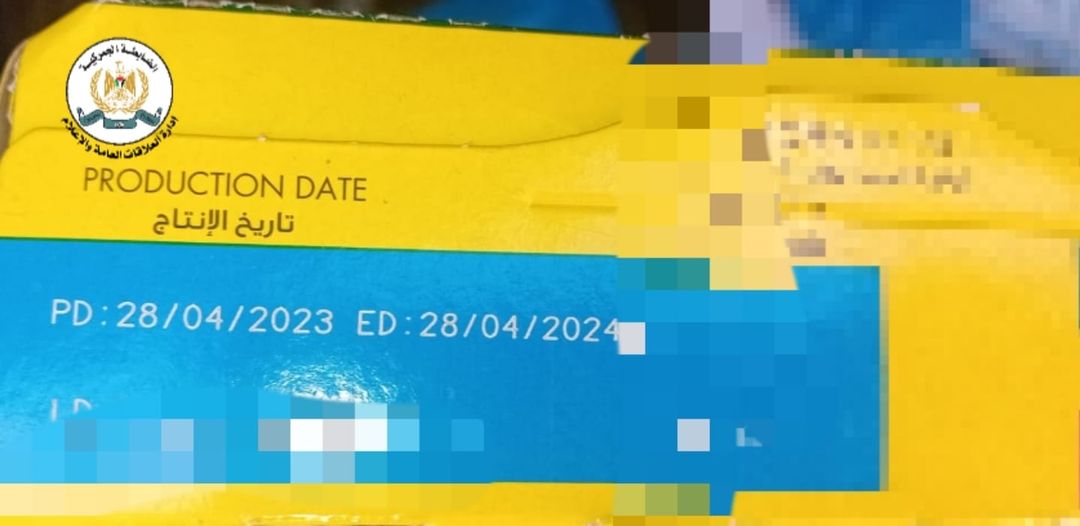 الضابطة الجمركية
إدارة العلاقات العامة والإعلام
PRODUCTION DATE
تاريخ الإنتاج
PD:28/04/2023 ED:28/04/2024